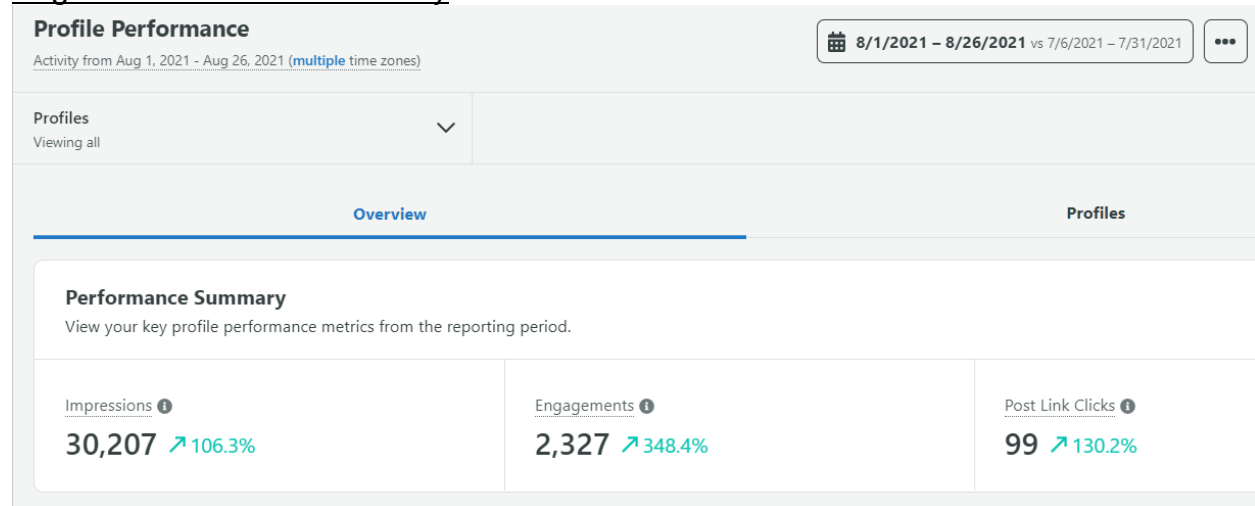 Profile Performance
8/1/2021 – 8/26/2021 vs 7/6/2021 – 7/31/2021
Activity from Aug 1, 2021 - Aug 26, 2021 (multiple time zones)
Profiles
Viewing all
Overview
Profiles
Performance Summary
View your key profile performance metrics from the reporting period.
Impressions
Engagements
Post Link Clicks
30,207 106.3%
2,327 348.4%
99 130.2%